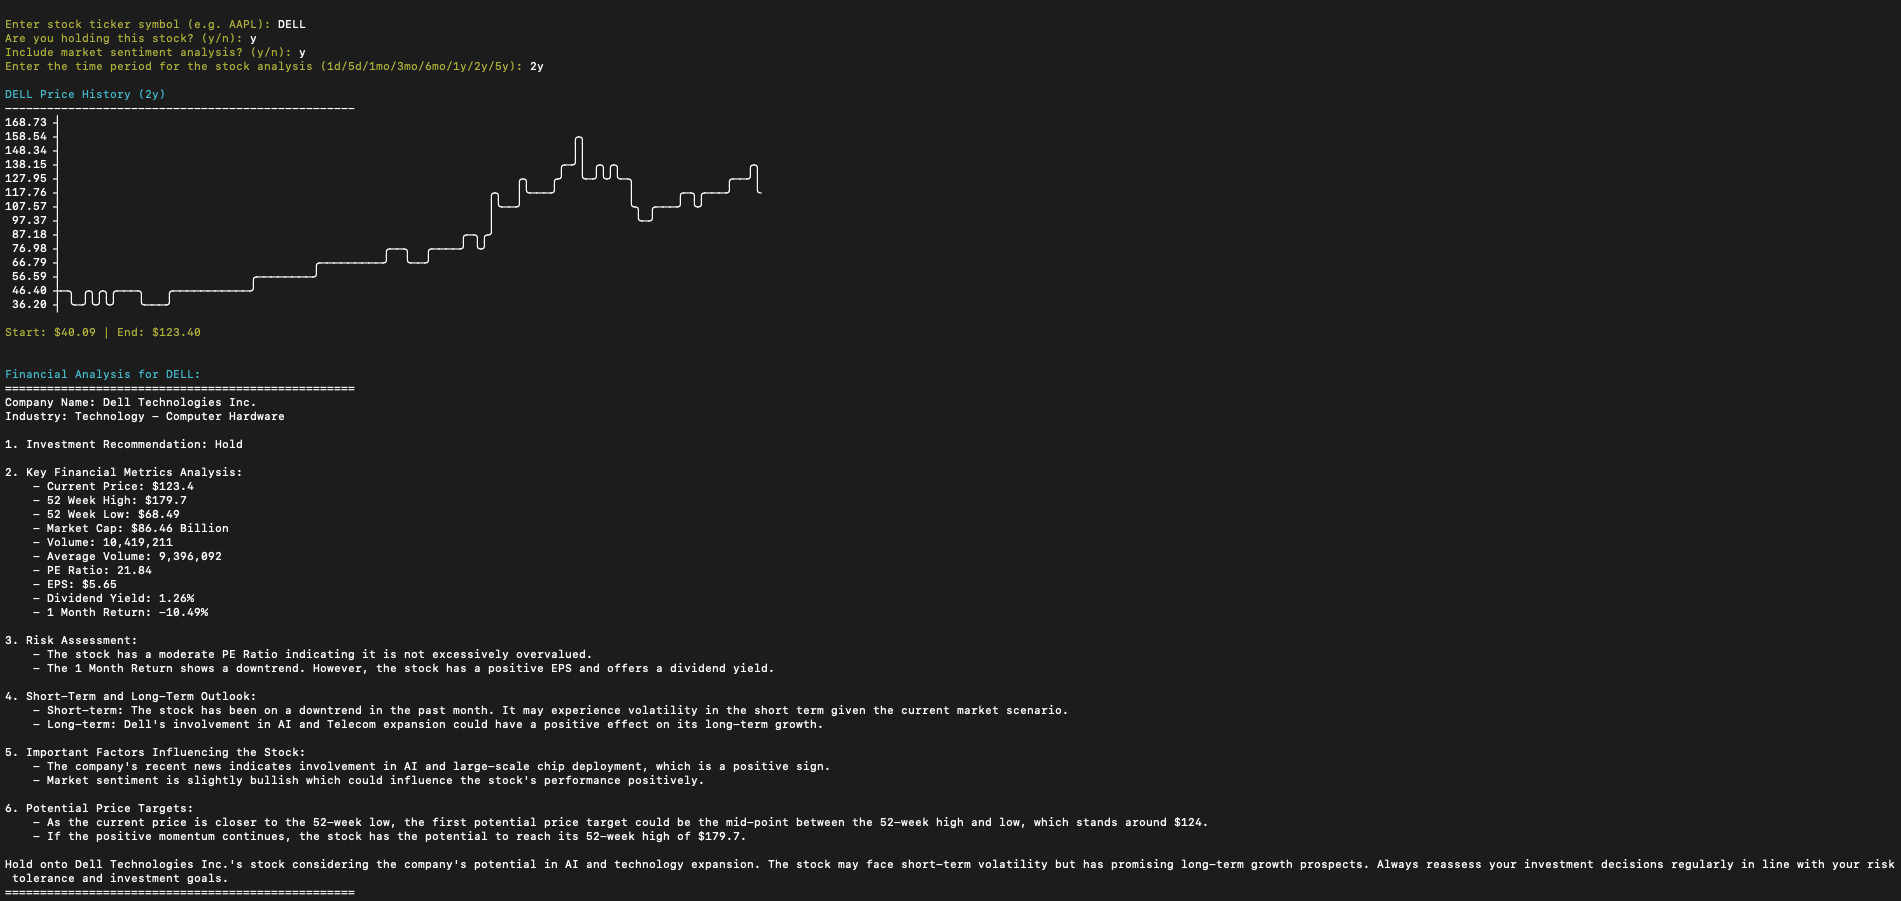 Enter stock ticker symbol (e.g. AAPL): DELL
Are you holding this stock? (y/n): y
Include market sentiment analysis? (y/n): y
Enter the time period for the stock analysis (1d/5d/1mo/3mo/6mo/1y/2y/5y): 2y
DELL Price History (2y)
--------------------------------------------------
168.73
158.54
148.34
138.15
127.95
117.76
107.57
97.37
87.18
76.98
66.79
56.59
46.40
36.20
Start: $40.09 | End: $123.40
Financial Analysis for DELL:
==================================================
Company Name: Dell Technologies Inc.
Industry: Technology - Computer Hardware
1. Investment Recommendation: Hold
2. Key Financial Metrics Analysis:
- Current Price: $123.4
- 52 Week High: $179.7
- 52 Week Low: $68.49
- Market Cap: $86.46 Billion
- Volume: 10,419,211
- Average Volume: 9,396,092
- PE Ratio: 21.84
- EPS: $5.65
- Dividend Yield: 1.26%
- 1 Month Return: -10.49%
3. Risk Assessment:
- The stock has a moderate PE Ratio indicating it is not excessively overvalued.
- The 1 Month Return shows a downtrend. However, the stock has a positive EPS and offers a dividend yield.
4. Short-Term and Long-Term Outlook:
- Short-term: The stock has been on a downtrend in the past month. It may experience volatility in the short term given the current market scenario.
- Long-term: Dell's involvement in AI and Telecom expansion could have a positive effect on its long-term growth.
5. Important Factors Influencing the Stock:
- The company's recent news indicates involvement in AI and large-scale chip deployment, which is a positive sign.
- Market sentiment is slightly bullish which could influence the stock's performance positively.
6. Potential Price Targets:
- As the current price is closer to the 52-week low, the first potential price target could be the mid-point between the 52-week high and low, which stands around $124.
- If the positive momentum continues, the stock has the potential to reach its 52-week high of $179.7.
Hold onto Dell Technologies Inc.'s stock considering the company's potential in AI and technology expansion. The stock may face short-term volatility but has promising long-term growth prospects. Always reassess your investment decisions regularly in line with your risk
tolerance and investment goals.
==================================================